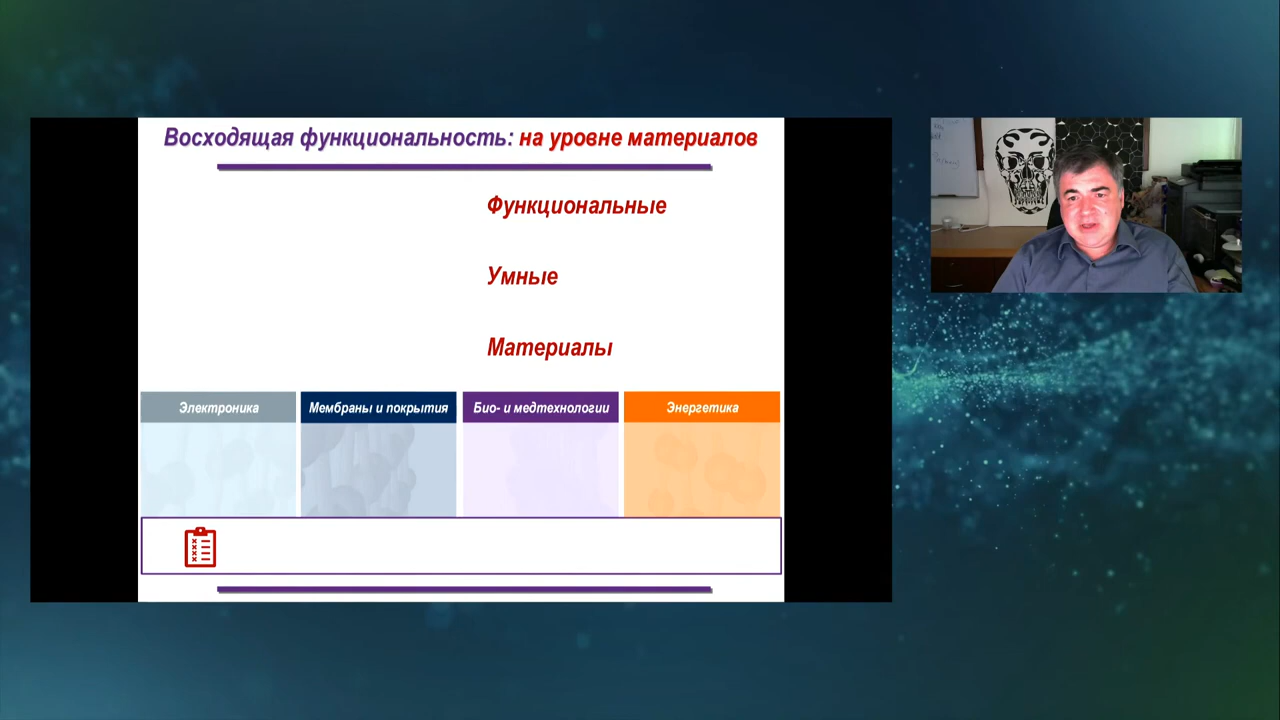 Восходящая функциональность: на уровне материалов
Функциональные
Умные
Материалы
Электроника
Мембраны и покрытия
Био- и медтехнологии
Энергетика